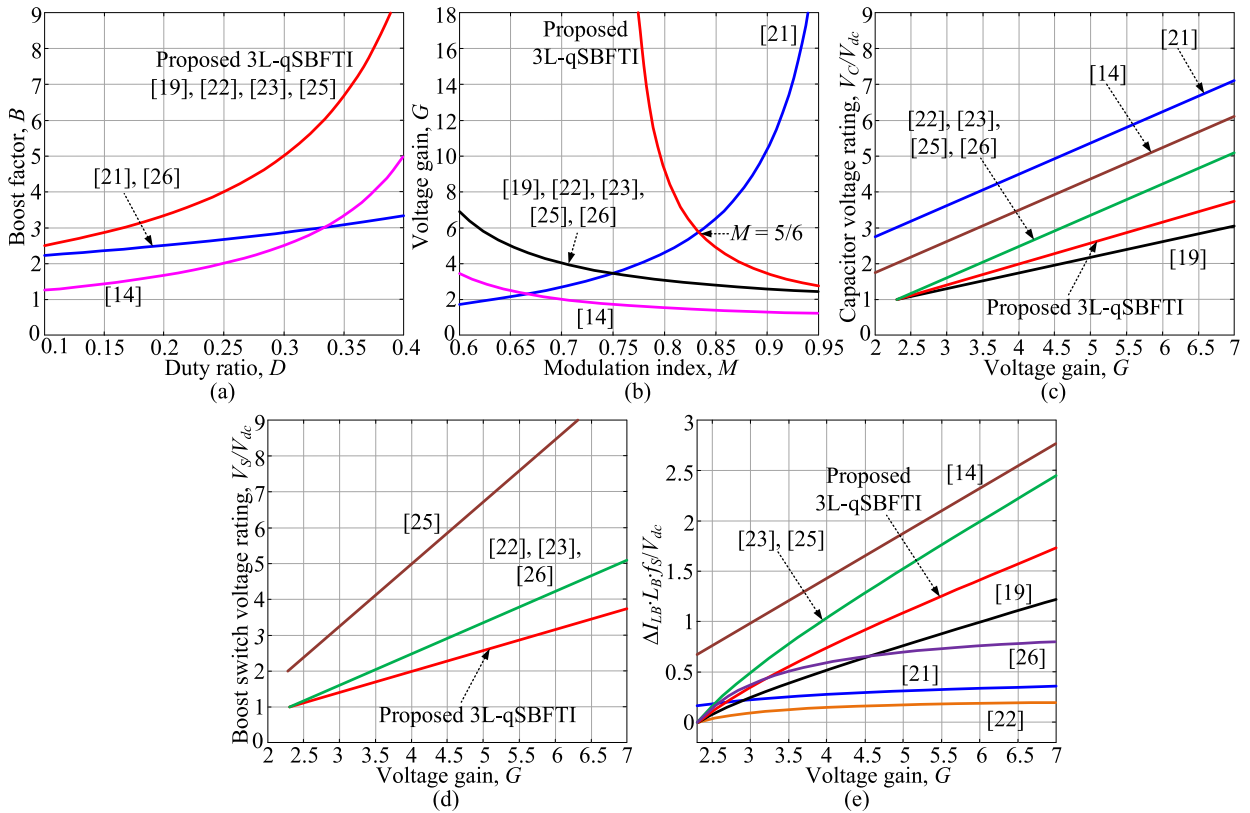 9
8
7
6
5
4
3
2
1
0
Boost factor, B
Proposed 3L-qSBFTI
[19], [22], [23], [25]
[21], [26]
[14]
0.1 0.15 0.2 0.25 0.3 0.35 0.4
Duty ratio, D
(a)
18
16
14
12
10
8
6
4
2
0
Voltage gain, G
Proposed
3L-qSBFTI
[21]
[19], [22], [23],
[25], [26]
M = 5/6
[14]
0.6 0.65 0.7 0.75 0.8 0.85 0.9 0.95
Modulation index, M
(b)
9
8
7
6
5
4
3
2
1
0
Capacitor voltage rating, V_C/V_dc
[21]
[14]
[22], [23],
[25], [26]
[19]
Proposed 3L-qSBFTI
2 2.5 3 3.5 4 4.5 5 5.5 6 6.5 7
Voltage gain, G
(c)
9
8
7
6
5
4
3
2
1
0
Boost switch voltage rating, V_S/V_dc
[25]
[22], [23],
[26]
Proposed 3L-qSBFTI
2 2.5 3 3.5 4 4.5 5 5.5 6 6.5 7
Voltage gain, G
(d)
3
2.5
2
1.5
1
0.5
0
ΔI_LB·L_B·f_S/V_dc
Proposed
3L-qSBFTI
[14]
[23], [25]
[19]
[26]
[21]
[22]
2.5 3 3.5 4 4.5 5 5.5 6 6.5 7
Voltage gain, G
(e)